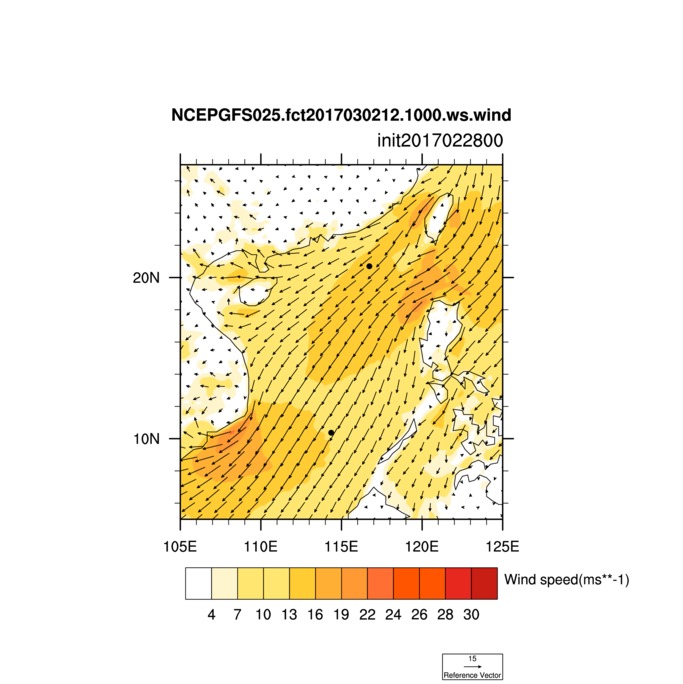 NCEPGFS025.fct2017030212.1000.ws.wind
init2017022800
20N
10N
105E 110E 115E 120E 125E
Wind speed(ms**-1)
4 7 10 13 16 19 22 24 26 28 30
15
Reference Vector